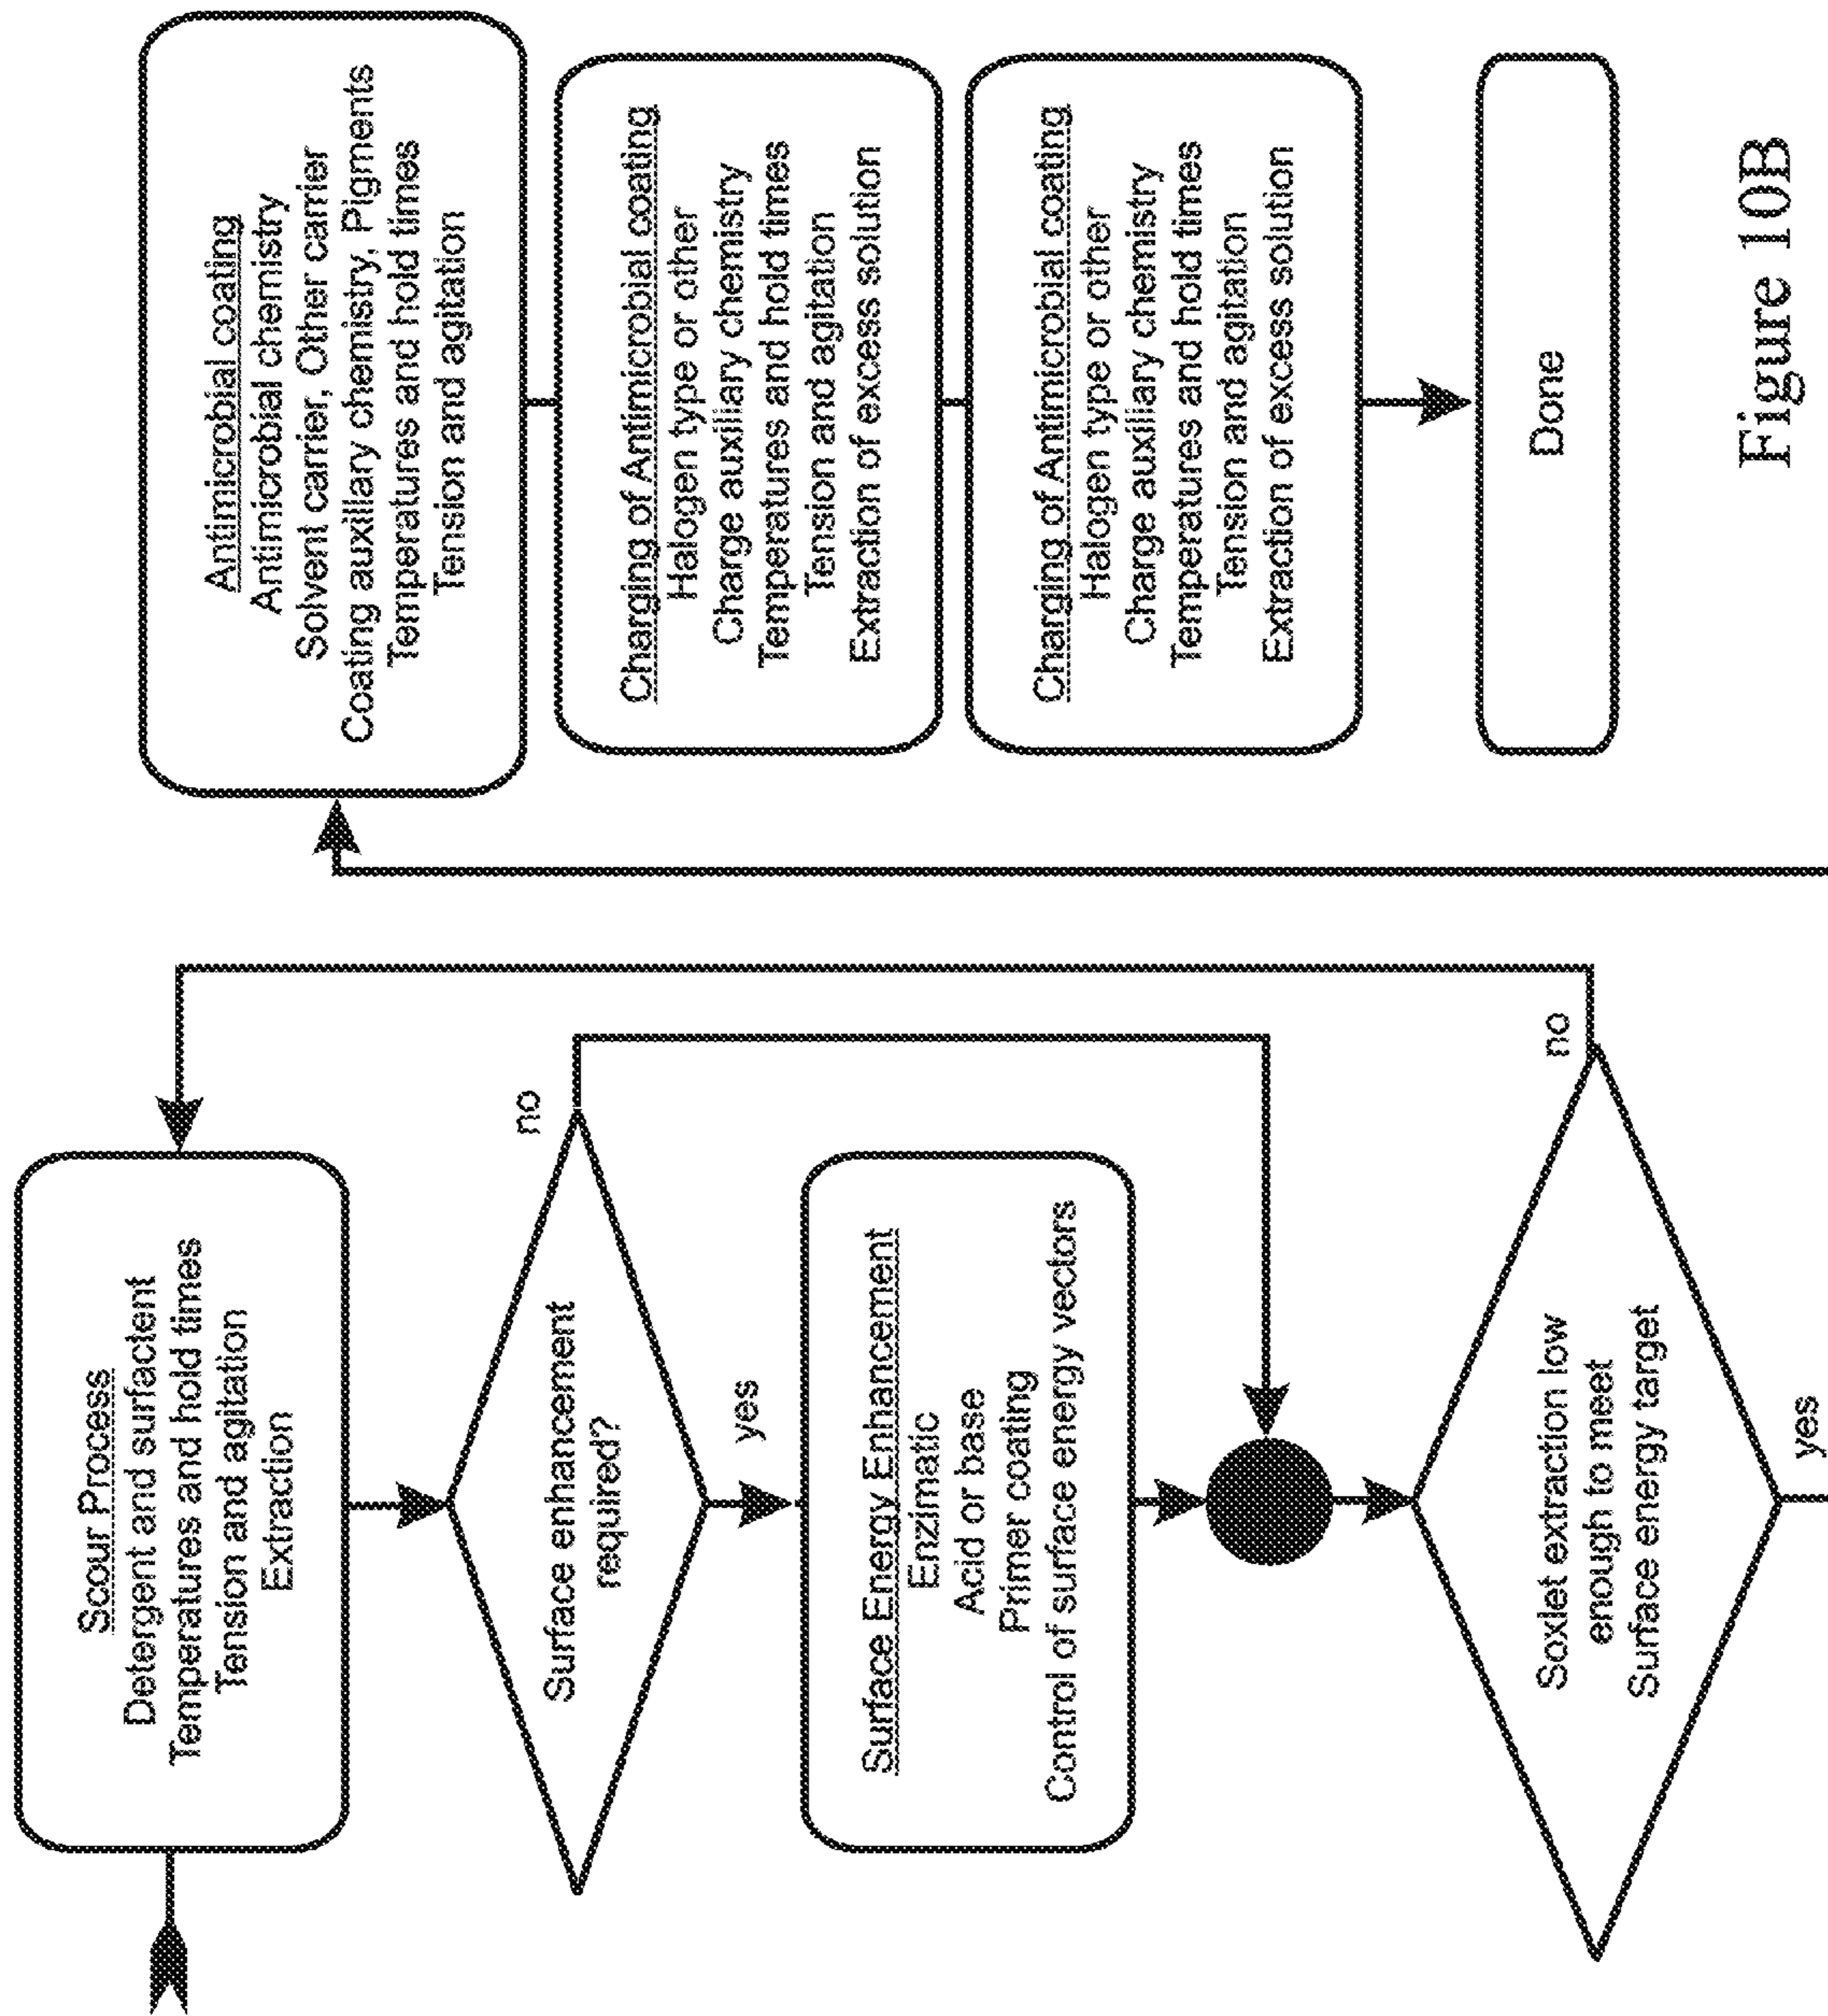 Scour Process
Detergent and surfactent
Temperatures and hold times
Tension and agitation
Extraction
Surface enhancement
required?
no
yes
Surface Energy Enhancement
Enzimatic
Acid or base
Primer coating
Control of surface energy vectors
Soxlet extraction low
enough to meet
Surface energy target
no
yes
Antimicrobial coating
Antimicrobial chemistry
Solvent carrier, Other carrier
Coating auxiliary chemistry, Pigments
Temperatures and hold times
Tension and agitation
Charging of Antimicrobial coating
Halogen type or other
Charge auxiliary chemistry
Temperatures and hold times
Tension and agitation
Extraction of excess solution
Charging of Antimicrobial coating
Halogen type or other
Charge auxiliary chemistry
Temperatures and hold times
Tension and agitation
Extraction of excess solution
Done
Figure 10B